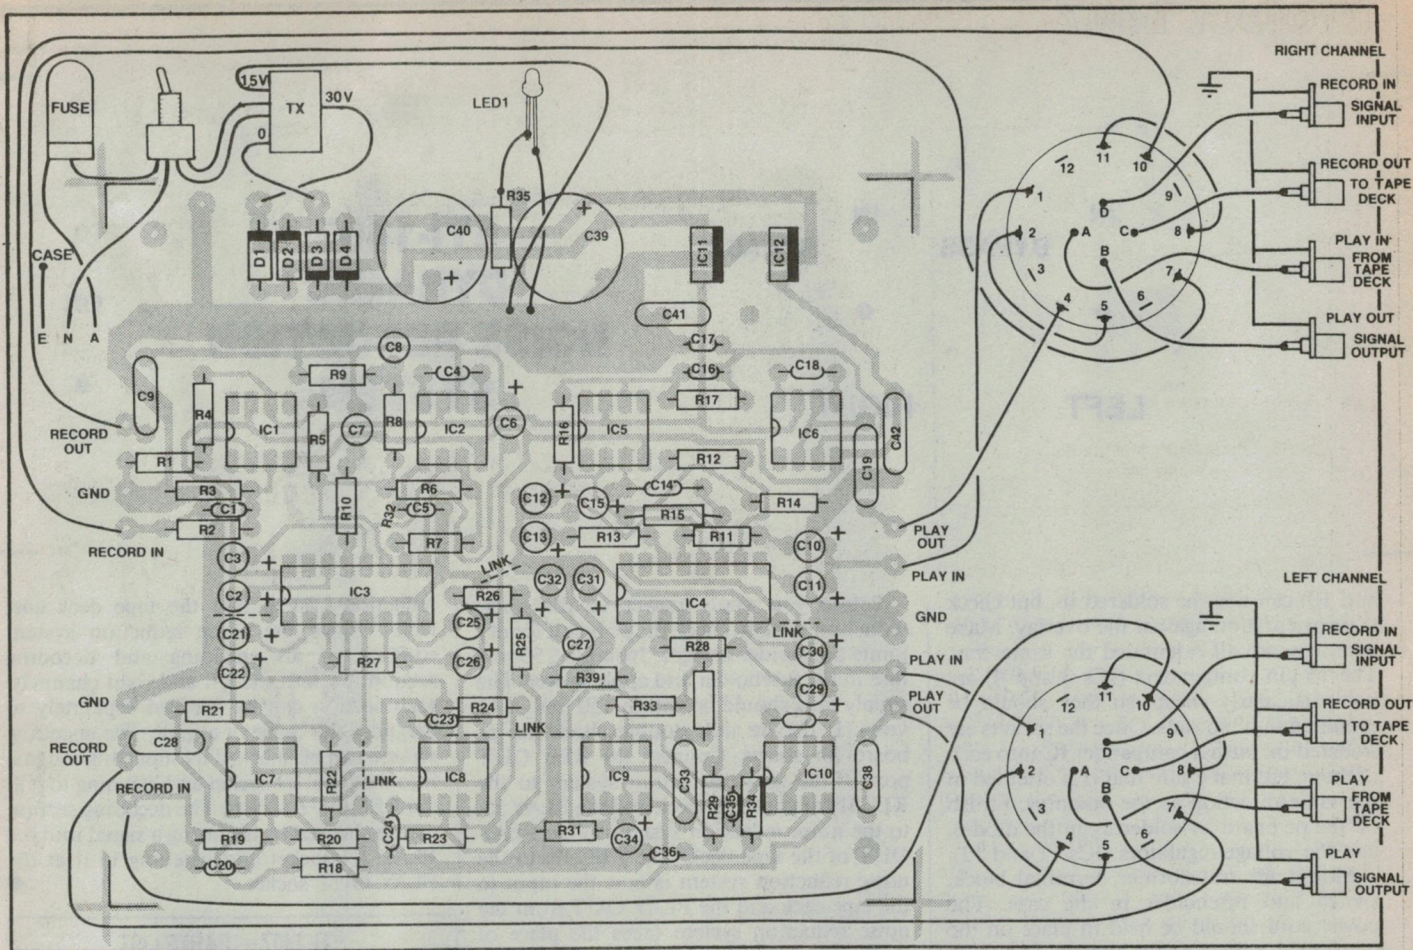 RIGHT CHANNEL
RECORD IN
SIGNAL
INPUT
RECORD OUT
TO TAPE
DECK
PLAY IN
FROM
TAPE
DECK
PLAY OUT
SIGNAL
OUTPUT
FUSE
15V
TX
30V
0
LED1
R35
C40
C39
CASE
E N A
D1 D2 D3 D4
IC11
IC12
C41
C17
C16
C18
1
2
3
4
5
6
7
8
9
10
11
12
A
B
C
D
C8
R9
C4
C9
R4
IC1
R5
C7
R8
IC2
C6
R16
IC5
R17
IC6
C19
C42
RECORD
OUT
R1
R12
GND
R3
C1
R2
R10
R6
C5
R32
R7
C12
C15
C14
R15
R14
C13
R13
R11
C10
RECORD IN
PLAY
OUT
PLAY IN
C3
C2
IC3
LINK
C32
C31
IC4
C11
R26
GND
C21
C25
R25
C27
R28
LINK
C30
C22
R27
C26
R39
C29
PLAY IN
PLAY
OUT
GND
R21
C23
R24
R33
LINK
RECORD
OUT
C28
IC7
R22
LINK
IC8
IC9
C33
IC10
C38
RECORD IN
R29
C35
R34
R19
R20
C24
R23
R31
C34
C36
C20
R18
LEFT CHANNEL
RECORD IN
SIGNAL
INPUT
RECORD OUT
TO TAPE
DECK
PLAY
FROM
TAPE
DECK
PLAY
SIGNAL
OUTPUT
1
2
3
4
5
6
7
8
9
10
11
12
A
B
C